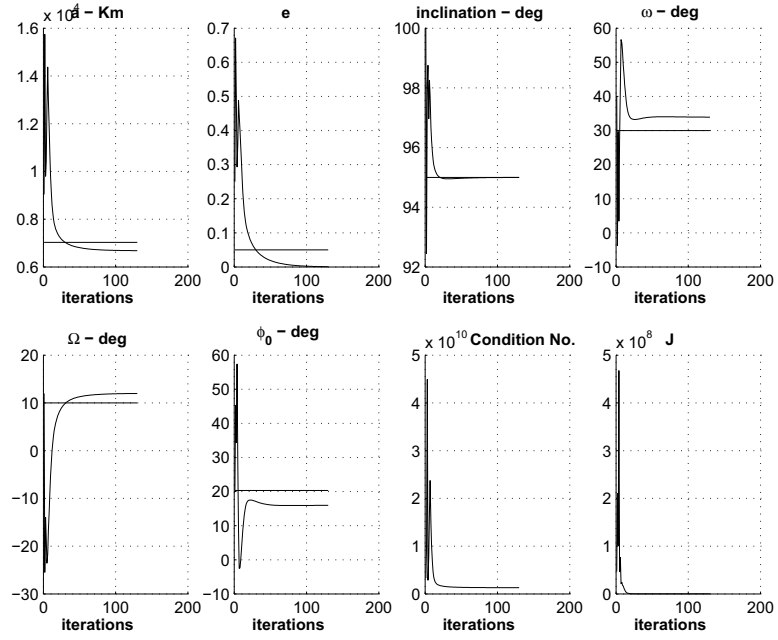 x 10⁴ a − Km
1.6
1.4
1.2
1
0.8
0.6
0 100 200
iterations
e
0.7
0.6
0.5
0.4
0.3
0.2
0.1
0
0 100 200
iterations
inclination − deg
100
98
96
94
92
0 100 200
iterations
ω − deg
60
50
40
30
20
10
0
−10
0 100 200
iterations
Ω − deg
20
10
0
−10
−20
−30
0 100 200
iterations
ϕ₀ − deg
60
50
40
30
20
10
0
−10
0 100 200
iterations
x 10¹⁰ Condition No.
5
4
3
2
1
0
0 100 200
iterations
x 10⁸ J
5
4
3
2
1
0
0 100 200
iterations